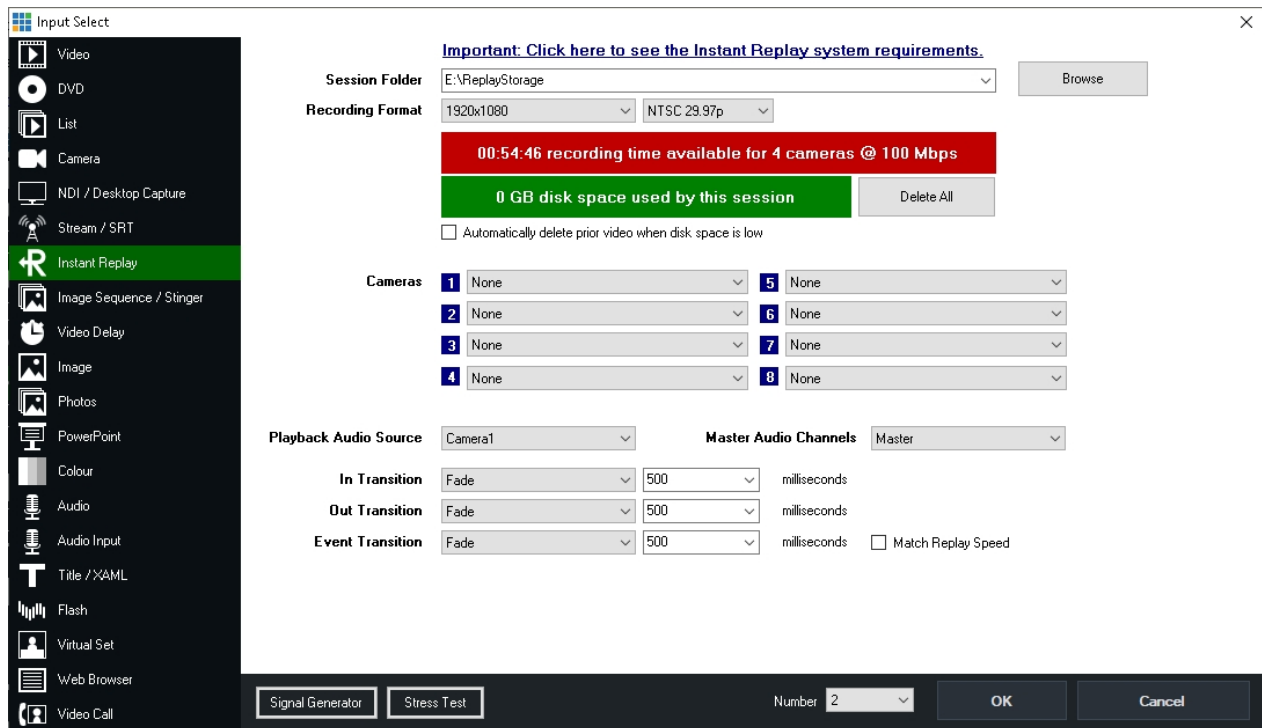 Input Select
Video
DVD
List
Camera
NDI / Desktop Capture
Stream / SRT
Instant Replay
Image Sequence / Stinger
Video Delay
Image
Photos
PowerPoint
Colour
Audio
Audio Input
Title / XAML
Flash
Virtual Set
Web Browser
Video Call
Important: Click here to see the Instant Replay system requirements.
Session Folder E:\ReplayStorage Browse
Recording Format 1920x1080 NTSC 29.97p
00:54:46 recording time available for 4 cameras @ 100 Mbps
0 GB disk space used by this session Delete All
Automatically delete prior video when disk space is low
Cameras 1 None 5 None
2 None 6 None
3 None 7 None
4 None 8 None
Playback Audio Source Camera1 Master Audio Channels Master
In Transition Fade 500 milliseconds
Out Transition Fade 500 milliseconds
Event Transition Fade 500 milliseconds Match Replay Speed
Signal Generator Stress Test Number 2 OK Cancel